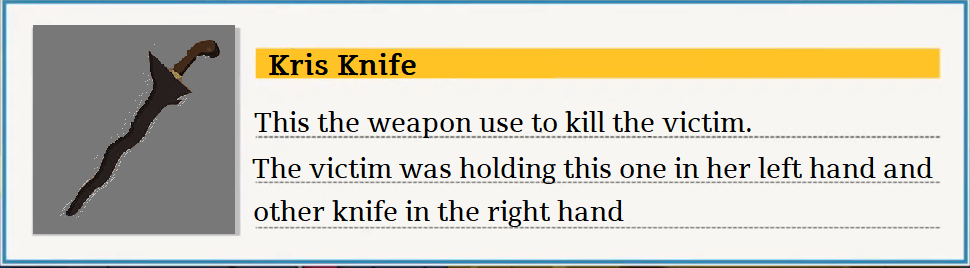 Kris Knife
This the weapon use to kill the victim.
The victim was holding this one in her left hand and
other knife in the right hand